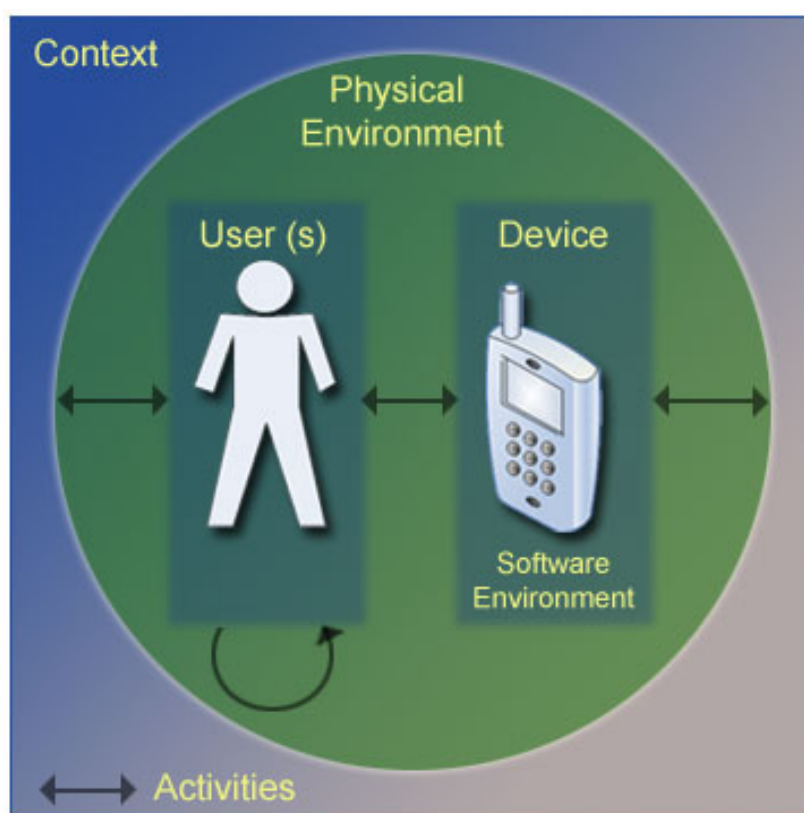 Context
Physical
Environment
User (s)
Device
Software
Environment
Activities